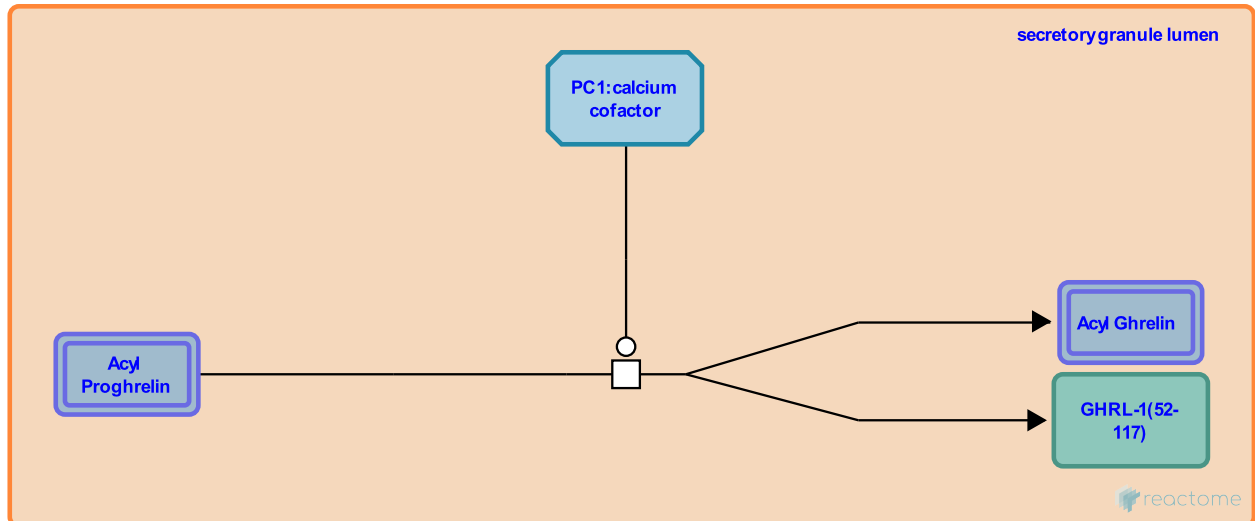 secretory granule lumen
PC1:calcium
cofactor
Acyl
Proghrelin
Acyl Ghrelin
GHRL-1(52-
117)
reactome